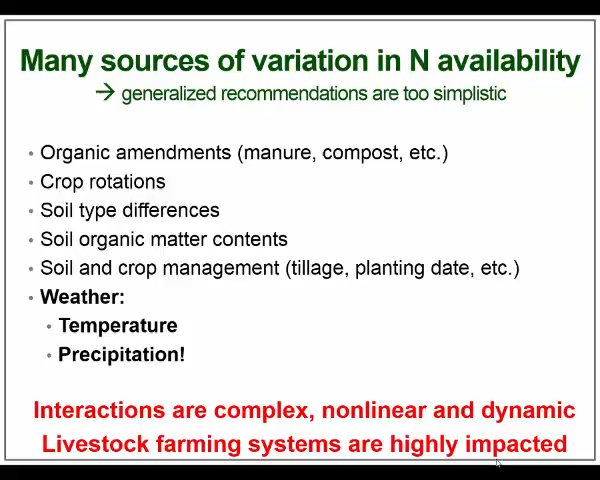 Many sources of variation in N availability
→ generalized recommendations are too simplistic
• Organic amendments (manure, compost, etc.)
• Crop rotations
• Soil type differences
• Soil organic matter contents
• Soil and crop management (tillage, planting date, etc.)
• Weather:
• Temperature
• Precipitation!
Interactions are complex, nonlinear and dynamic
Livestock farming systems are highly impacted